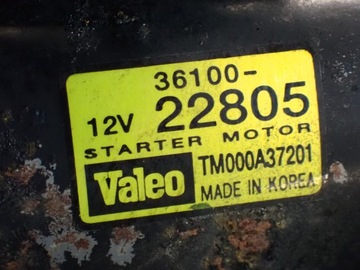 36100-
12V 22805
STARTER MOTOR
Valeo TM000A37201
MADE IN KOREA